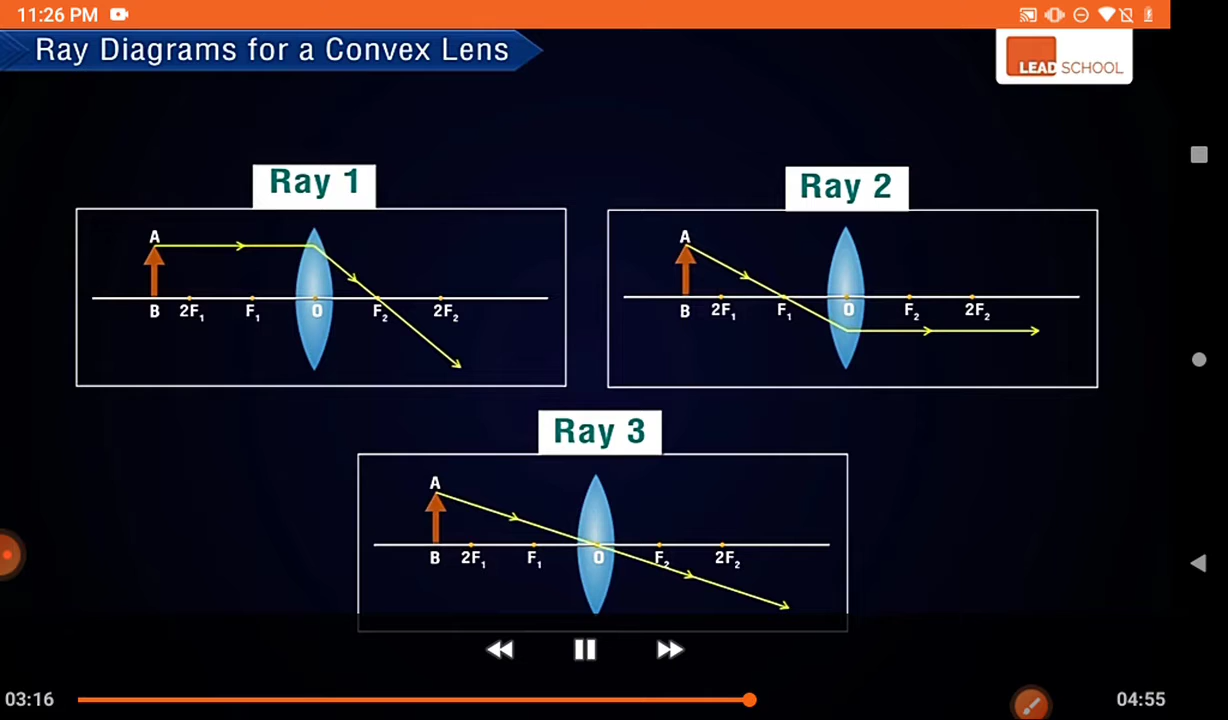 11:26 PM
Ray Diagrams for a Convex Lens
LEAD SCHOOL
Ray 1
A
B 2F₁ F₁ O F₂ 2F₂
Ray 2
A
B 2F₁ F₁ O F₂ 2F₂
Ray 3
A
B 2F₁ F₁ O F₂ 2F₂
03:16
04:55